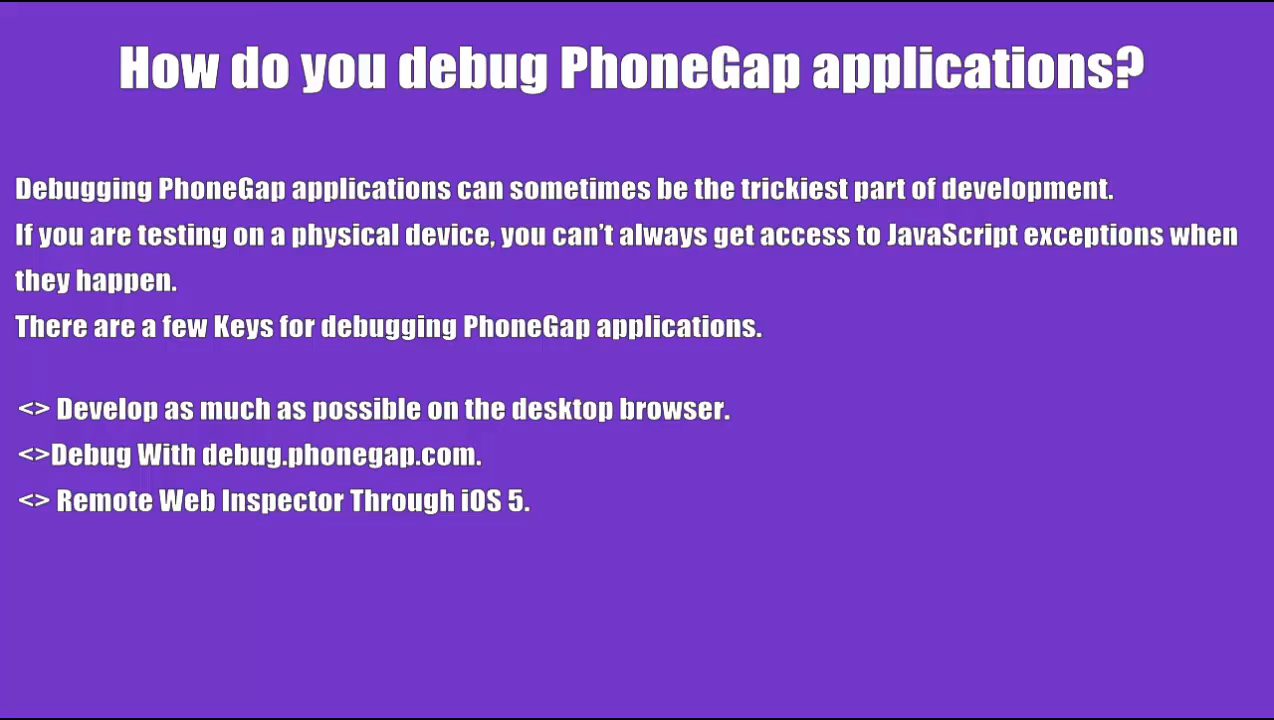 How do you debug PhoneGap applications?
Debugging PhoneGap applications can sometimes be the trickiest part of development.
If you are testing on a physical device, you can’t always get access to JavaScript exceptions when
they happen.
There are a few Keys for debugging PhoneGap applications.
<> Develop as much as possible on the desktop browser.
<>Debug With debug.phonegap.com.
<> Remote Web Inspector Through iOS 5.